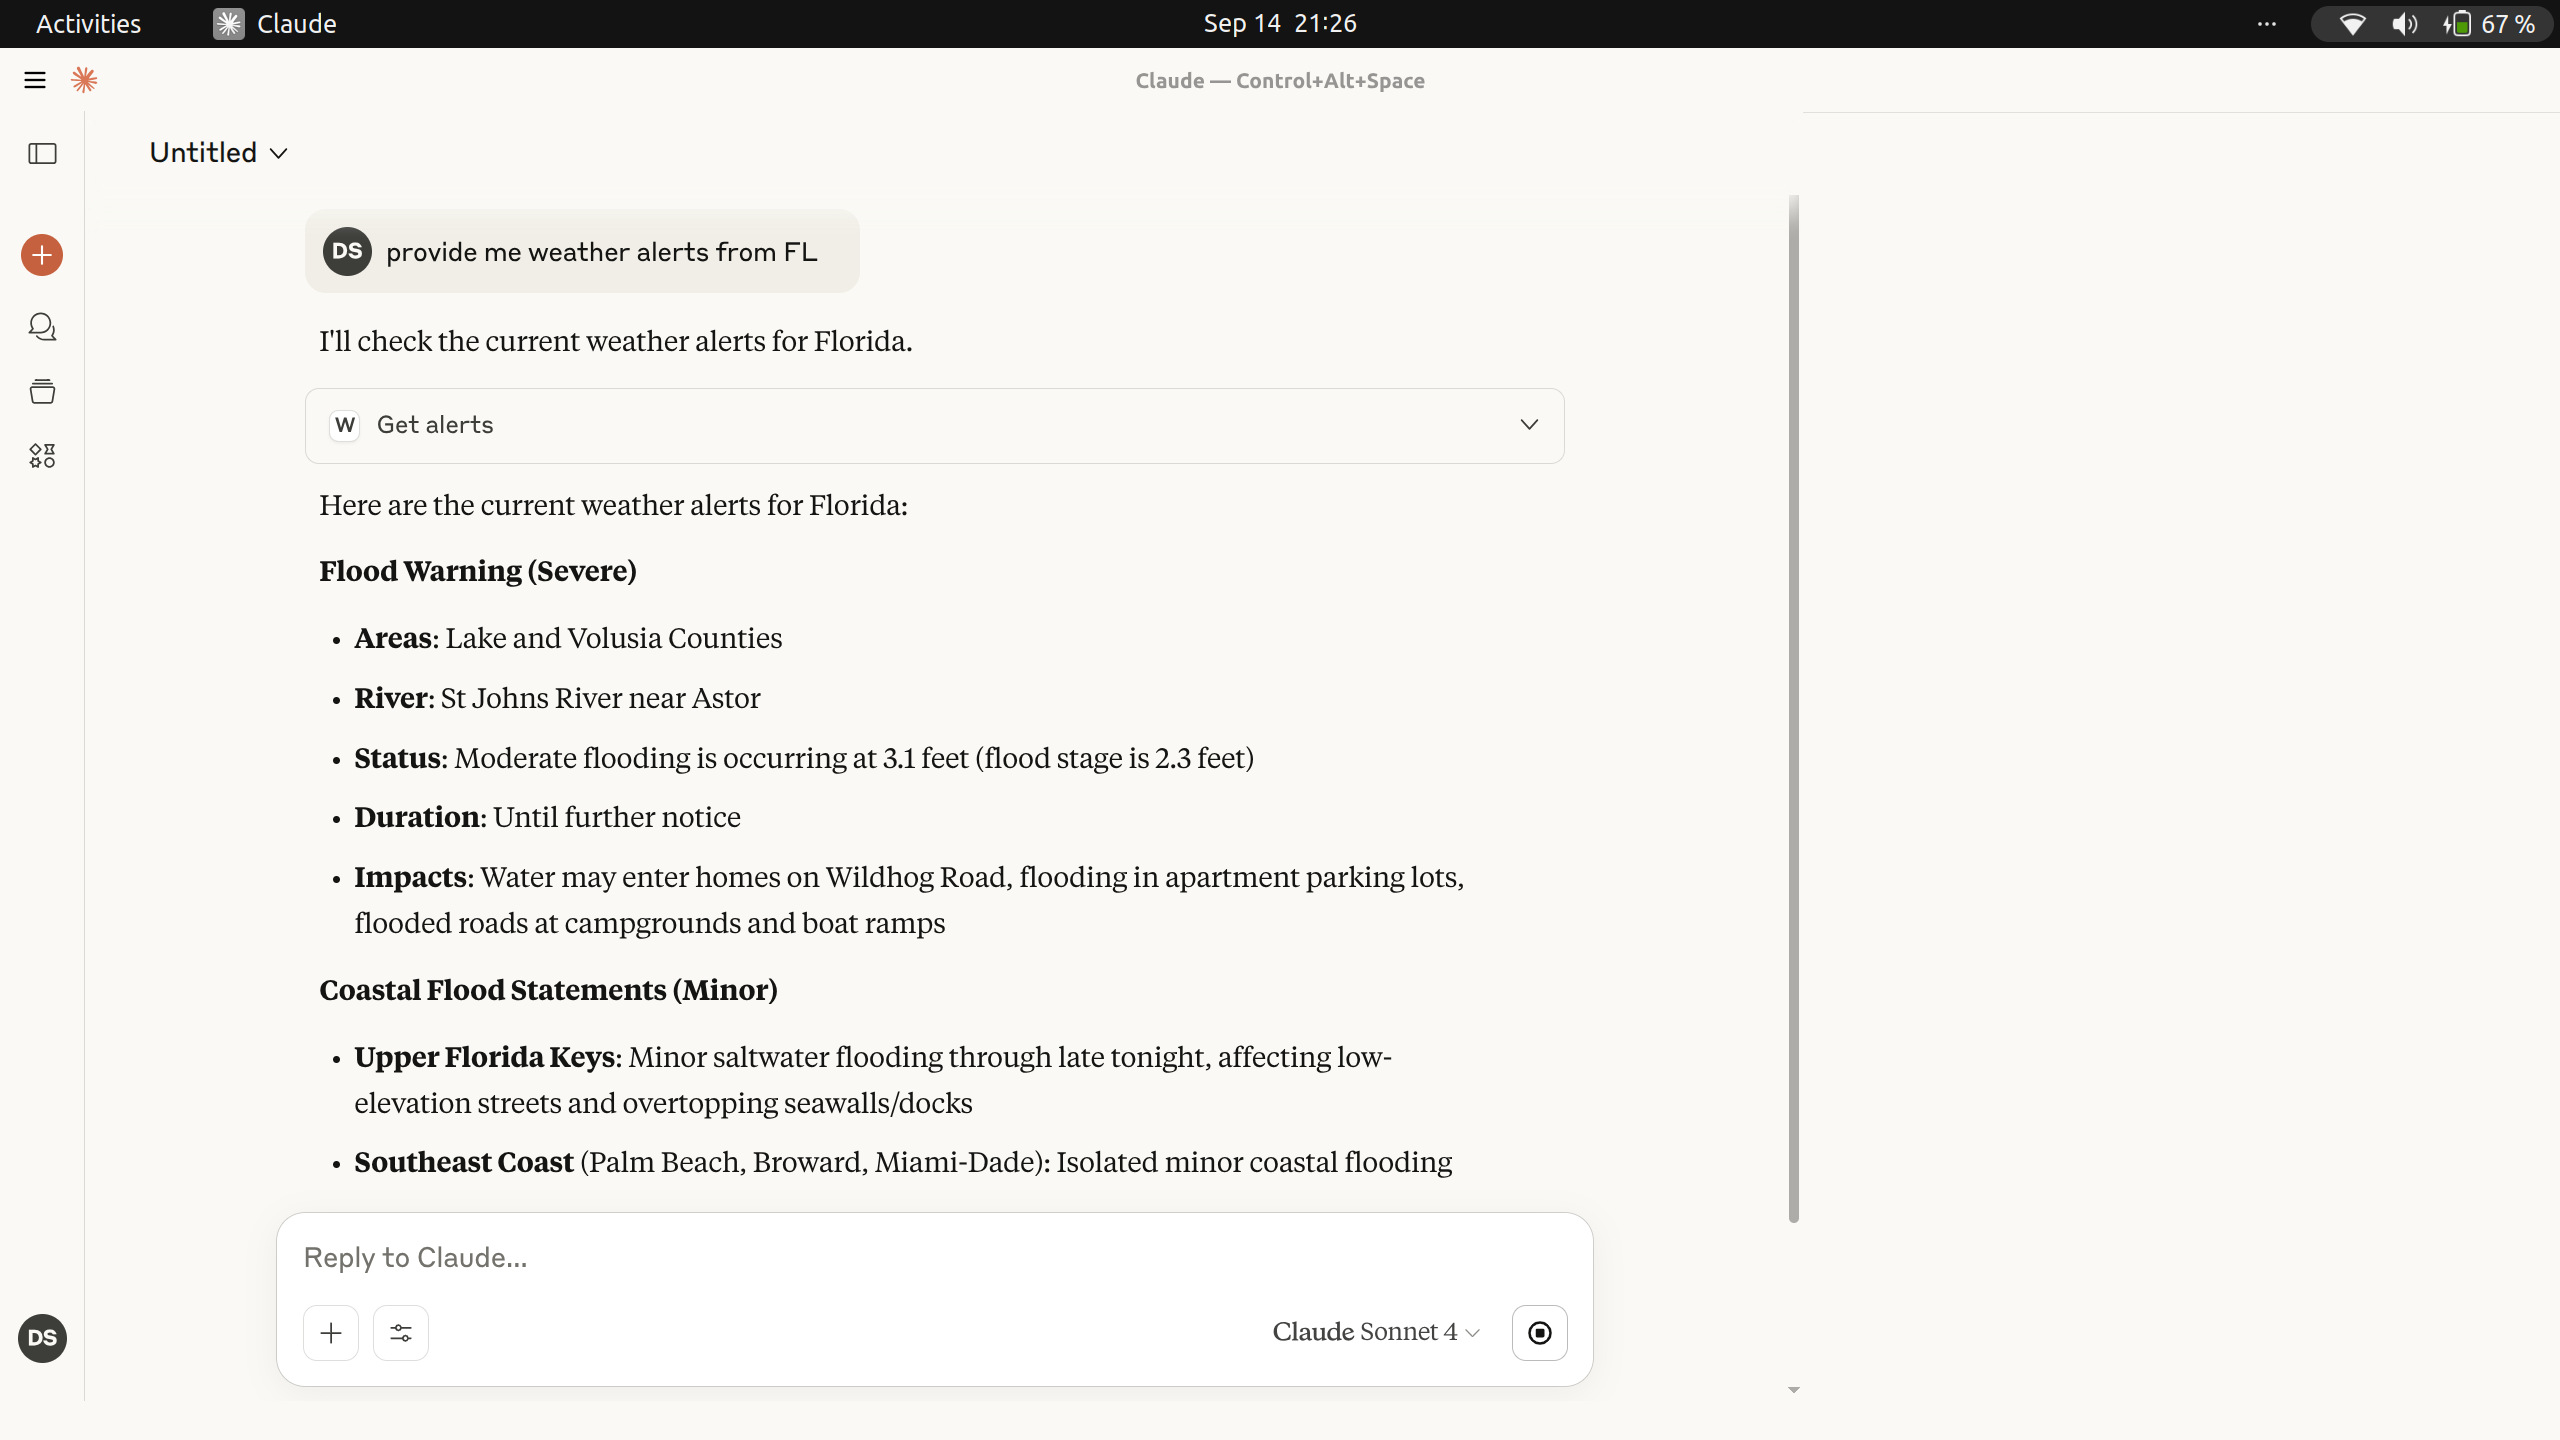 Activities
Claude
Sep 14 21:26
67 %
Claude — Control+Alt+Space
Untitled
DS
provide me weather alerts from FL
I'll check the current weather alerts for Florida.
W
Get alerts
Here are the current weather alerts for Florida:
Flood Warning (Severe)
• Areas: Lake and Volusia Counties
• River: St Johns River near Astor
• Status: Moderate flooding is occurring at 3.1 feet (flood stage is 2.3 feet)
• Duration: Until further notice
• Impacts: Water may enter homes on Wildhog Road, flooding in apartment parking lots,
flooded roads at campgrounds and boat ramps
Coastal Flood Statements (Minor)
• Upper Florida Keys: Minor saltwater flooding through late tonight, affecting low-
elevation streets and overtopping seawalls/docks
• Southeast Coast (Palm Beach, Broward, Miami-Dade): Isolated minor coastal flooding
Reply to Claude...
Claude Sonnet 4
DS